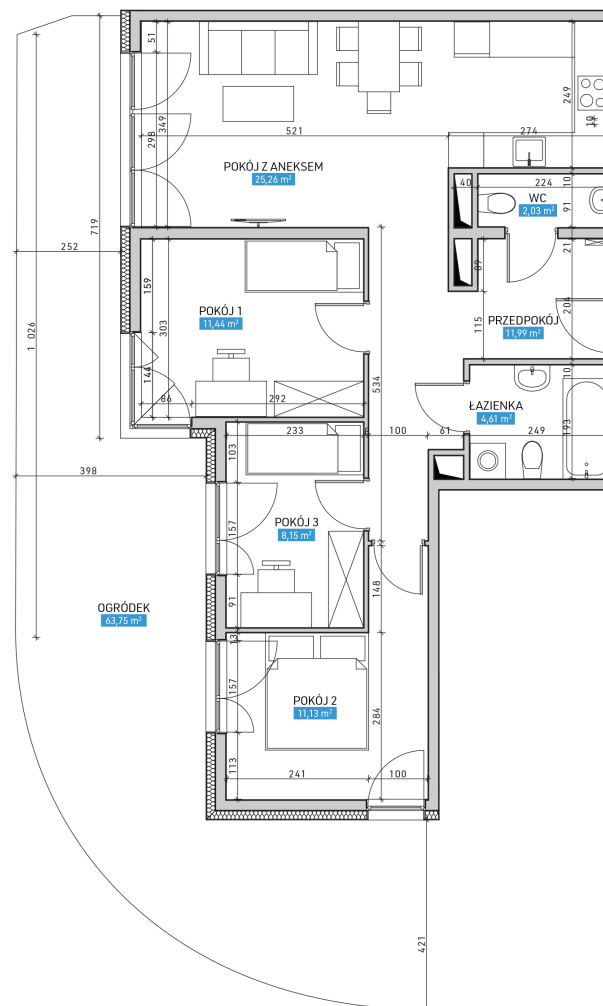 51
349
298
521
274
249
10
POKÓJ Z ANEKSEM
25,26 m²
40
224
10
WC
2,03 m²
91
719
252
1 026
159
303
POKÓJ 1
11,44 m²
89
21
204
115
PRZEDPOKÓJ
11,99 m²
144
86
292
534
10
ŁAZIENKA
4,61 m²
193
233
8
100
61
249
103
398
157
POKÓJ 3
8,15 m²
91
148
OGRÓDEK
63,75 m²
13
157
POKÓJ 2
11,13 m²
284
113
241
100
421